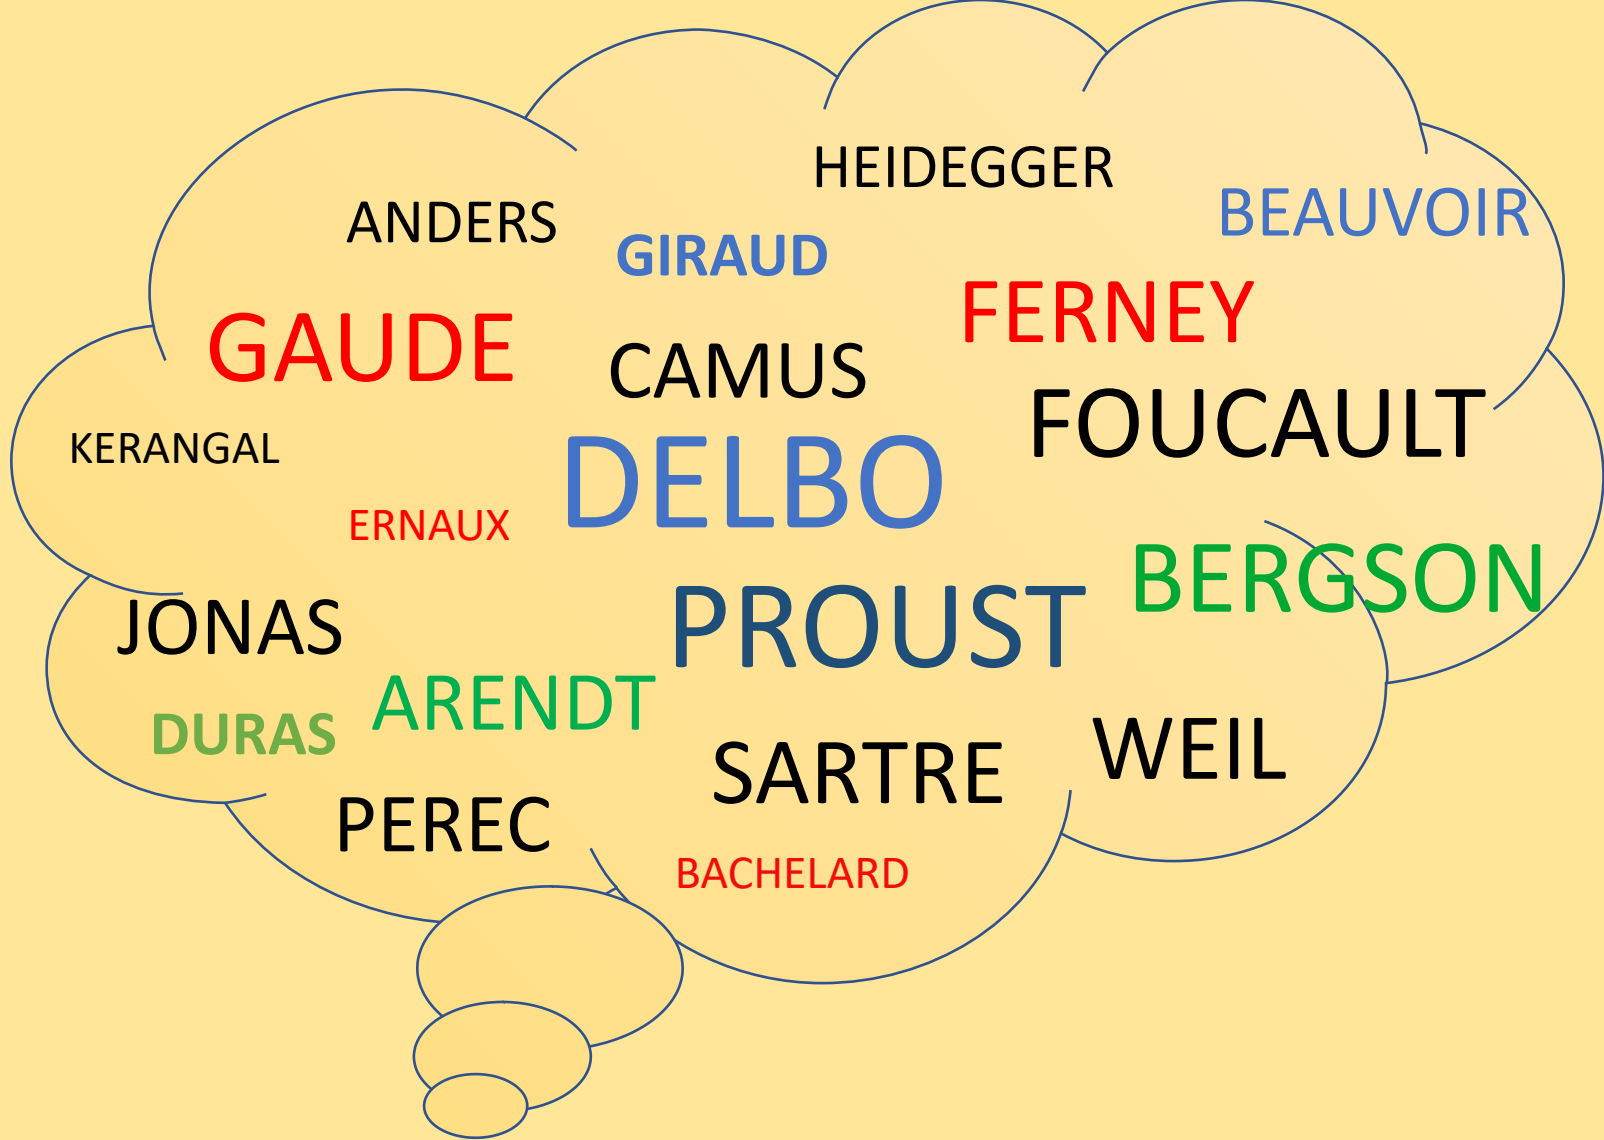 HEIDEGGER
ANDERS
BEAUVOIR
GIRAUD
GAUDE
FERNEY
CAMUS
FOUCAULT
KERANGAL
DELBO
ERNAUX
BERGSON
JONAS
PROUST
ARENDT
DURAS
WEIL
SARTRE
PEREC
BACHELARD